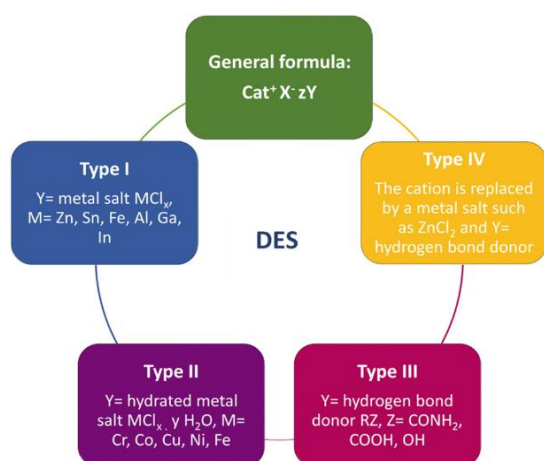 General formula:
Cat⁺ X⁻ zY
Type I
Y= metal salt MClₓ,
M= Zn, Sn, Fe, Al, Ga,
In
Type IV
The cation is replaced
by a metal salt such
as ZnCl₂ and Y=
hydrogen bond donor
DES
Type II
Y= hydrated metal
salt MClₓ . y H₂O, M=
Cr, Co, Cu, Ni, Fe
Type III
Y= hydrogen bond
donor RZ, Z= CONH₂,
COOH, OH